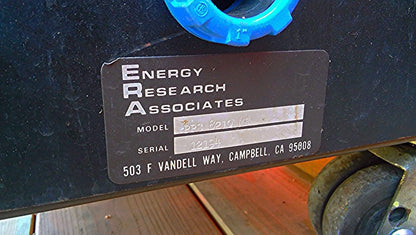 ENERGY
RESEARCH
ASSOCIATES
MODEL
SERIAL
503 F VANDELL WAY, CAMPBELL, CA 95008